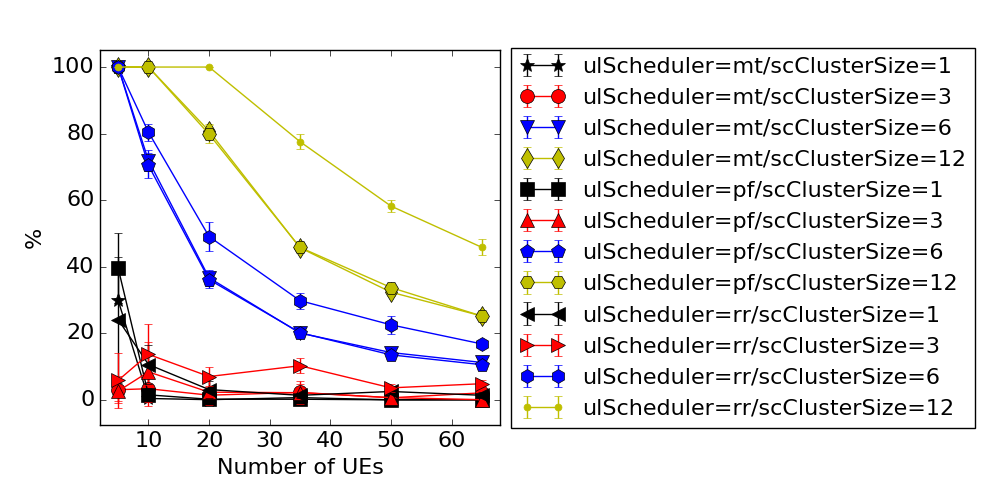 100
80
60
40
20
0
%
10 20 30 40 50 60
Number of UEs
ulScheduler=mt/scClusterSize=1
ulScheduler=mt/scClusterSize=3
ulScheduler=mt/scClusterSize=6
ulScheduler=mt/scClusterSize=12
ulScheduler=pf/scClusterSize=1
ulScheduler=pf/scClusterSize=3
ulScheduler=pf/scClusterSize=6
ulScheduler=pf/scClusterSize=12
ulScheduler=rr/scClusterSize=1
ulScheduler=rr/scClusterSize=3
ulScheduler=rr/scClusterSize=6
ulScheduler=rr/scClusterSize=12